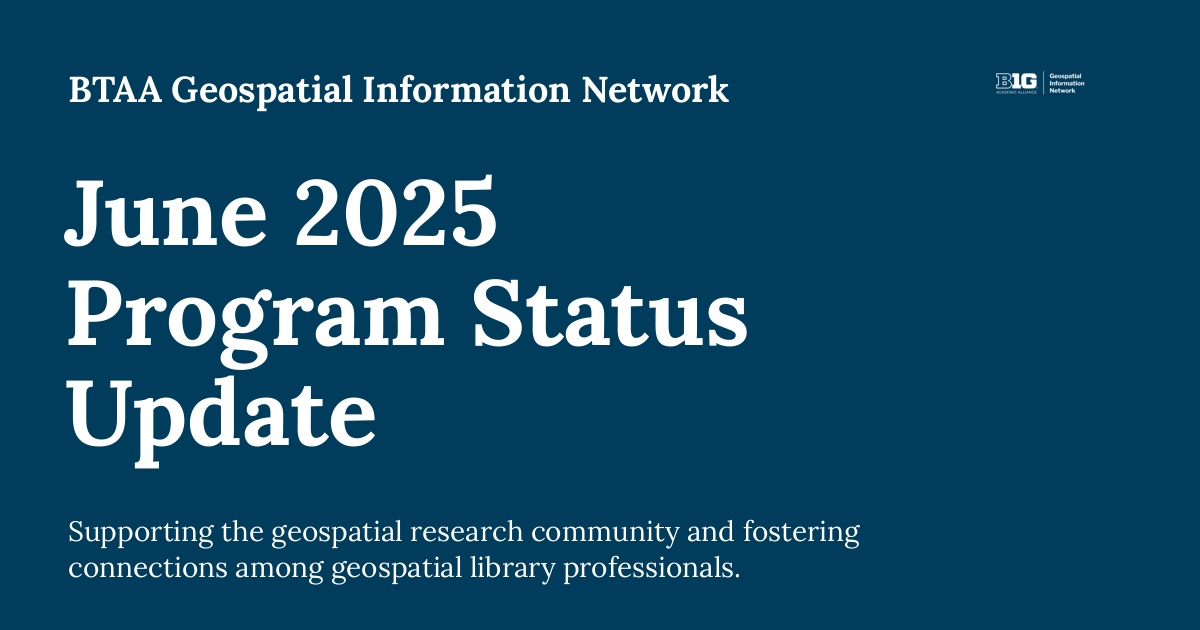 BTAA Geospatial Information Network
B1G
ACADEMIC ALLIANCE
Geospatial
Information
Network
June 2025
Program Status
Update
Supporting the geospatial research community and fostering
connections among geospatial library professionals.